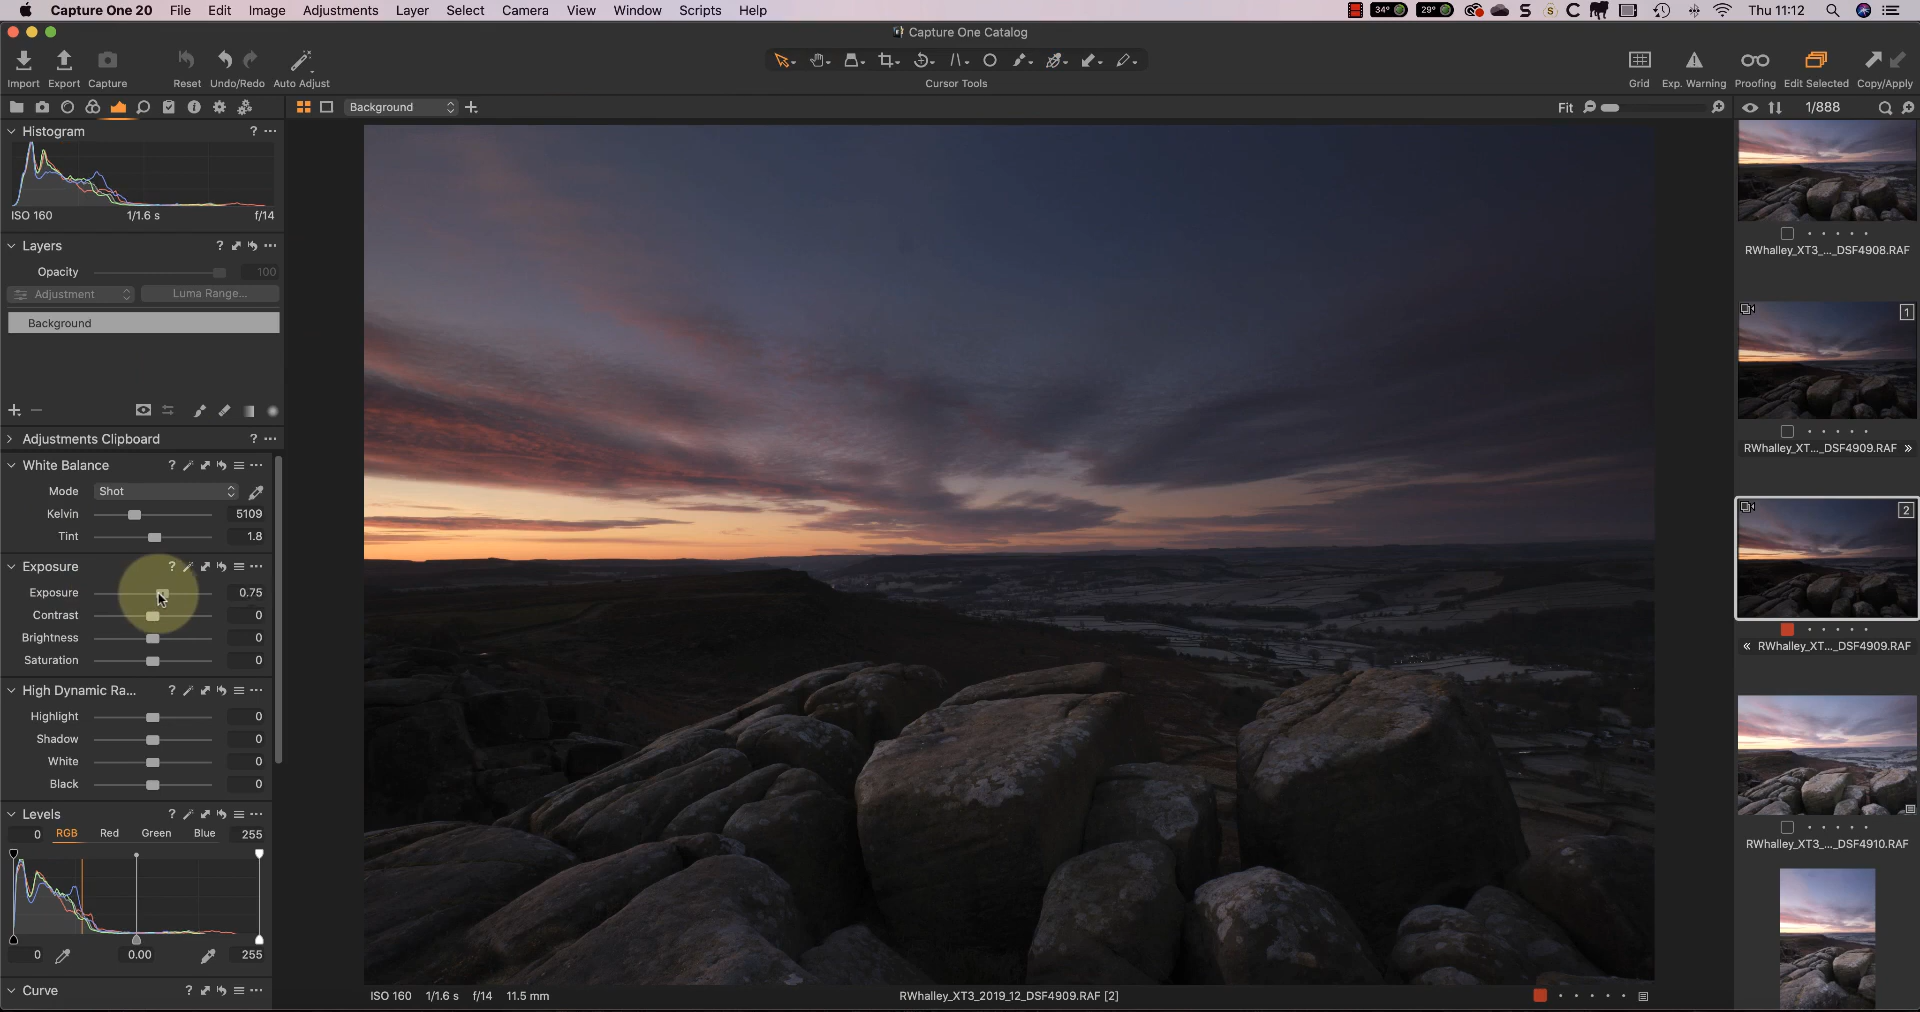 Capture One 20 File Edit Image Adjustments Layer Select Camera View Window Scripts Help 34° 29° Thu 11:12
Capture One Catalog
Import Export Capture Reset Undo/Redo Auto Adjust Cursor Tools Grid Exp. Warning Proofing Edit Selected Copy/Apply
Background Fit 1/888
Histogram
ISO 160 1/1.6 s f/14
Layers
Opacity 100
Adjustment Luma Range...
Background
Adjustments Clipboard
White Balance
Mode Shot
Kelvin 5109
Tint 1.8
Exposure
Exposure 0.75
Contrast 0
Brightness 0
Saturation 0
High Dynamic Ra...
Highlight 0
Shadow 0
White 0
Black 0
Levels
0 RGB Red Green Blue 255
0 0.00 255
Curve
ISO 160 1/1.6 s f/14 11.5 mm RWhalley_XT3_2019_12_DSF4909.RAF [2]
RWhalley_XT3_..._DSF4908.RAF
1
RWhalley_XT..._DSF4909.RAF »
2
« RWhalley_XT..._DSF4909.RAF
RWhalley_XT3_..._DSF4910.RAF